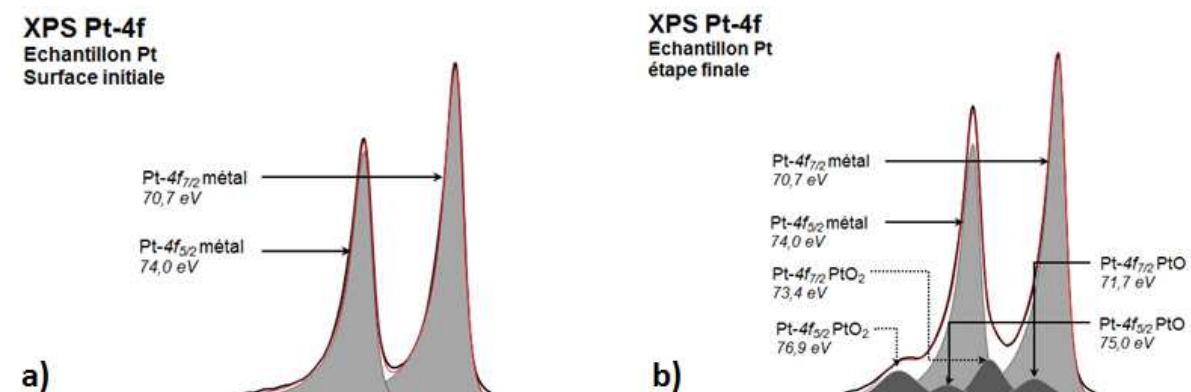 XPS Pt-4f
Echantillon Pt
Surface initiale
Pt-4f7/2 métal
70,7 eV
Pt-4f5/2 métal
74,0 eV
a)
XPS Pt-4f
Echantillon Pt
étape finale
Pt-4f7/2 métal
70,7 eV
Pt-4f5/2 métal
74,0 eV
Pt-4f7/2 PtO2
73,4 eV
Pt-4f5/2 PtO2
76,9 eV
Pt-4f7/2 PtO
71,7 eV
Pt-4f5/2 PtO
75,0 eV
b)